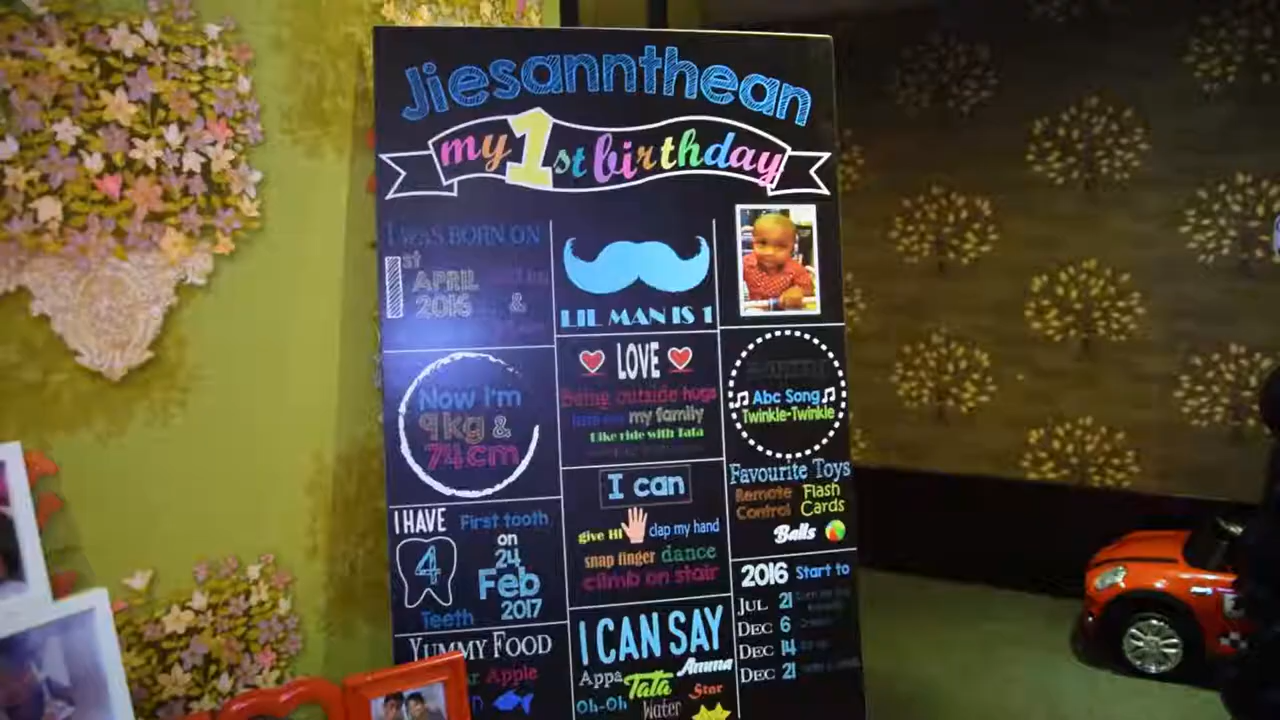 Jiesannthean
my 1st birthday
I WAS BORN ON
1st
APRIL
2016 &
LIL MAN IS 1
Now I'm
9kg &
74cm
LOVE
Being outside hugs
my family
Bike ride with Tata
Abc Song
Twinkle-Twinkle
I can
give HI clap my hand
snap finger dance
climb on stair
Favourite Toys
Remote Control
Flash Cards
Balls
I HAVE
4
Teeth
First tooth
on
24
Feb
2017
YUMMY FOOD
Apple
I CAN SAY
Appa Tata Amma
Oh-Oh Water Star
2016 Start to
JUL 21
DEC 6
DEC 14
DEC 21